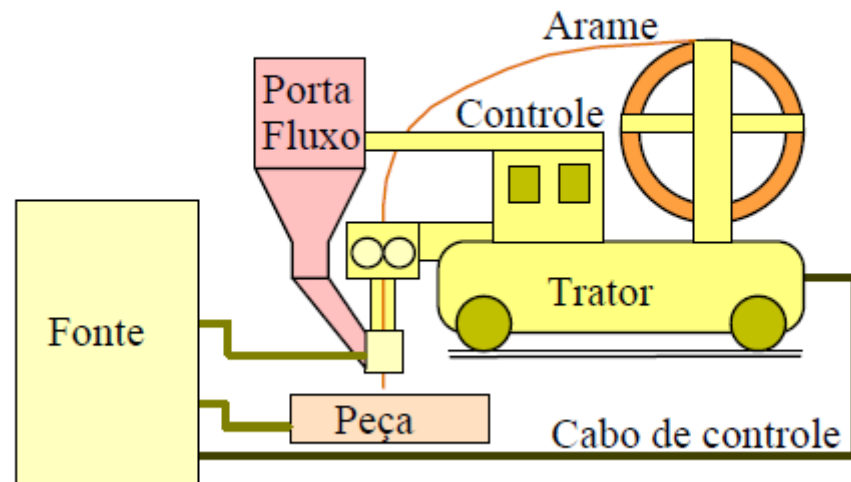 Arame
Porta
Fluxo
Controle
Trator
Fonte
Peça
Cabo de controle